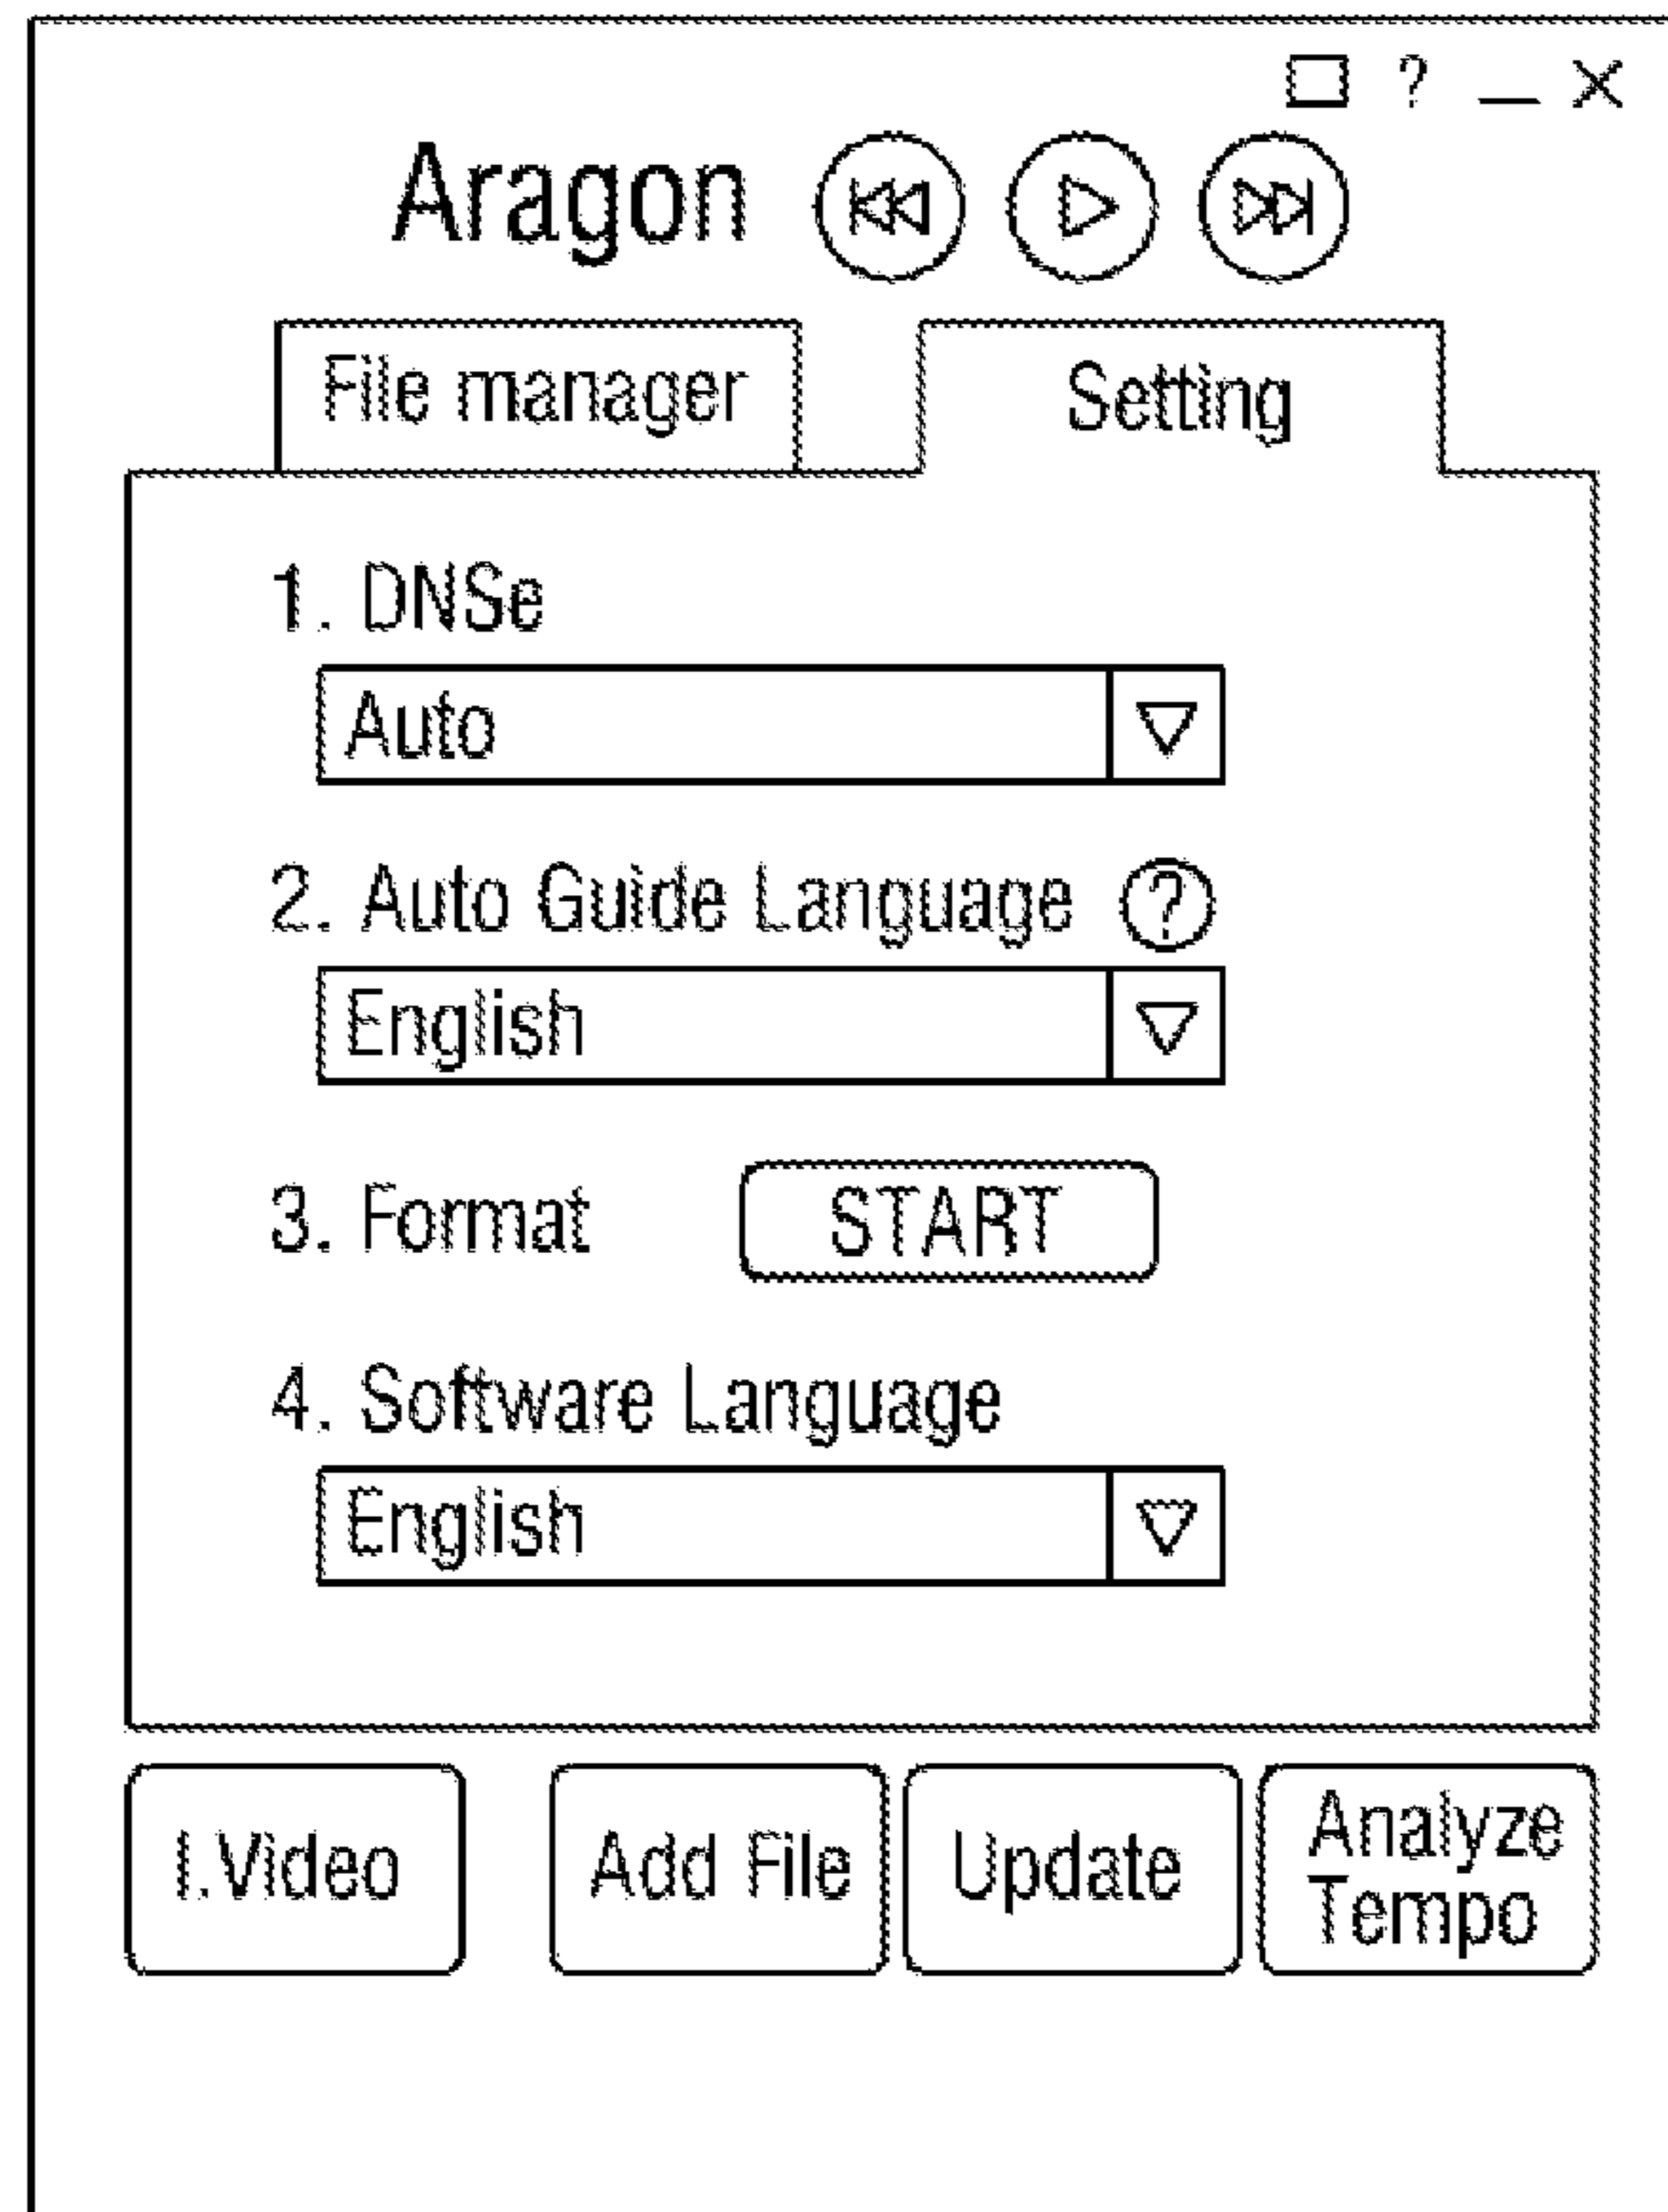 ?
Aragon
File manager
Setting
1. DNSe
Auto
2. Auto Guide Language ?
English
3. Format START
4. Software Language
English
I.Video
Add File
Update
Analyze
Tempo